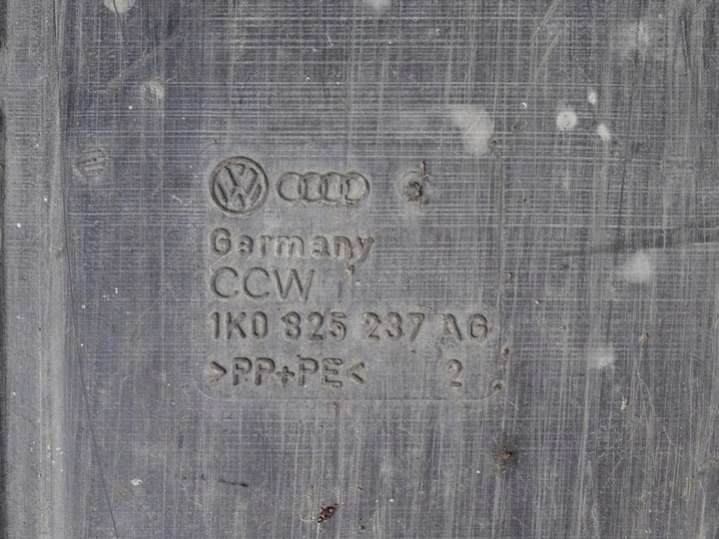 Germany
CCW
1K0 825 237 AG
>PP+PE< 2